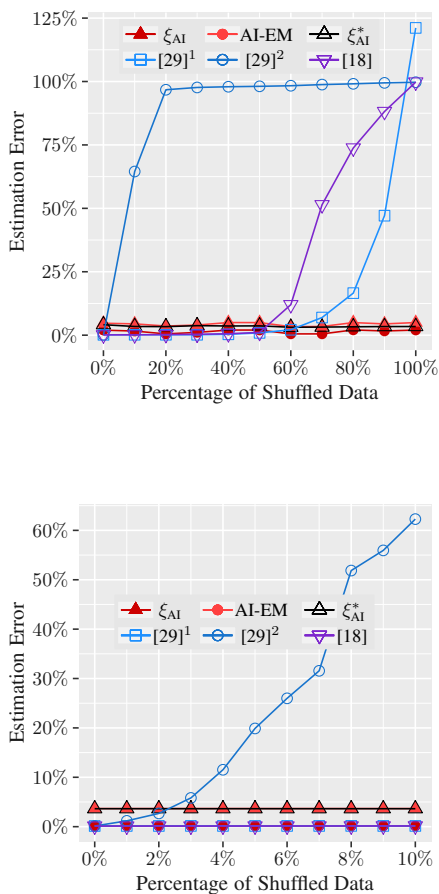 125%
100%
75%
50%
25%
0%
Estimation Error
ξAI AI-EM ξ*AI
[29]¹ [29]² [18]
0% 20% 40% 60% 80% 100%
Percentage of Shuffled Data
60%
50%
40%
30%
20%
10%
0%
Estimation Error
ξAI AI-EM ξ*AI
[29]¹ [29]² [18]
0% 2% 4% 6% 8% 10%
Percentage of Shuffled Data